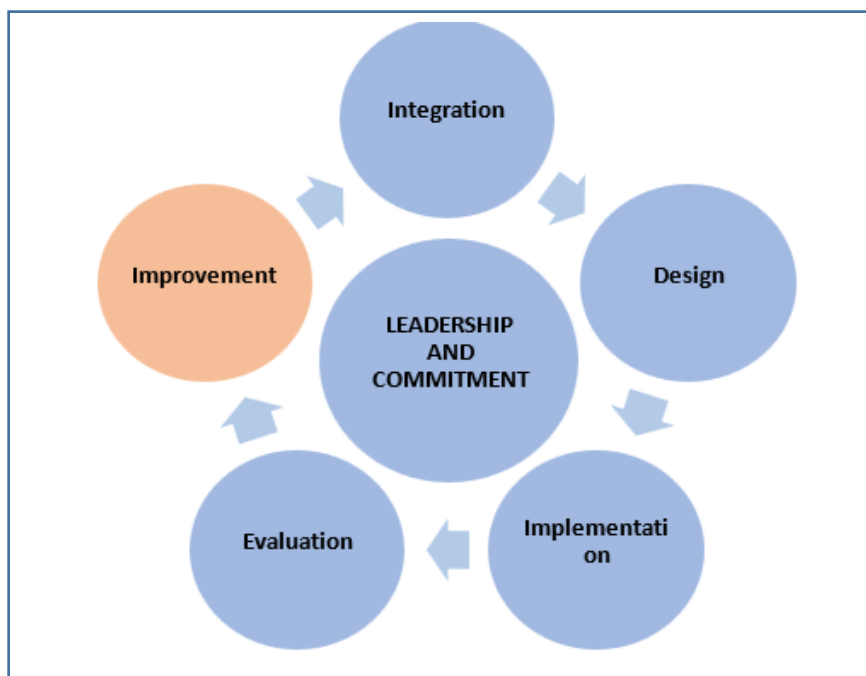 Integration
Design
Implementati
on
Evaluation
Improvement
LEADERSHIP
AND
COMMITMENT